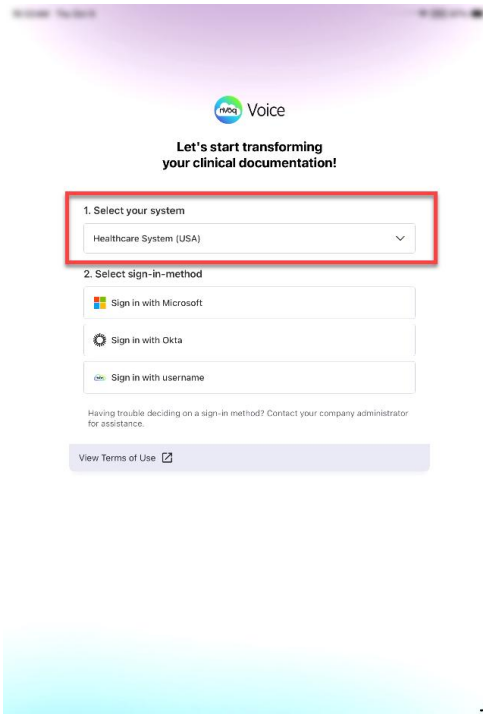 nVoq Voice
Let's start transforming
your clinical documentation!
1. Select your system
Healthcare System (USA)
2. Select sign-in-method
Sign in with Microsoft
Sign in with Okta
Sign in with username
Having trouble deciding on a sign-in method? Contact your company administrator
for assistance.
View Terms of Use